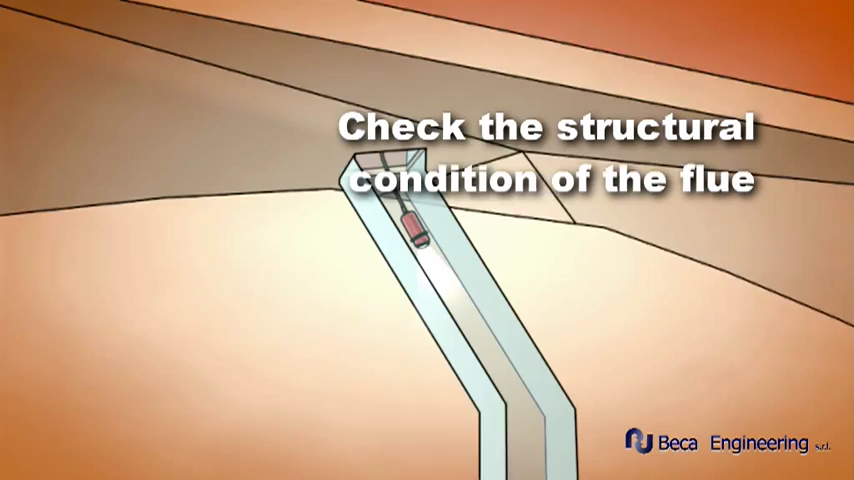 Check the structural
condition of the flue
Beca Engineering s.r.l.